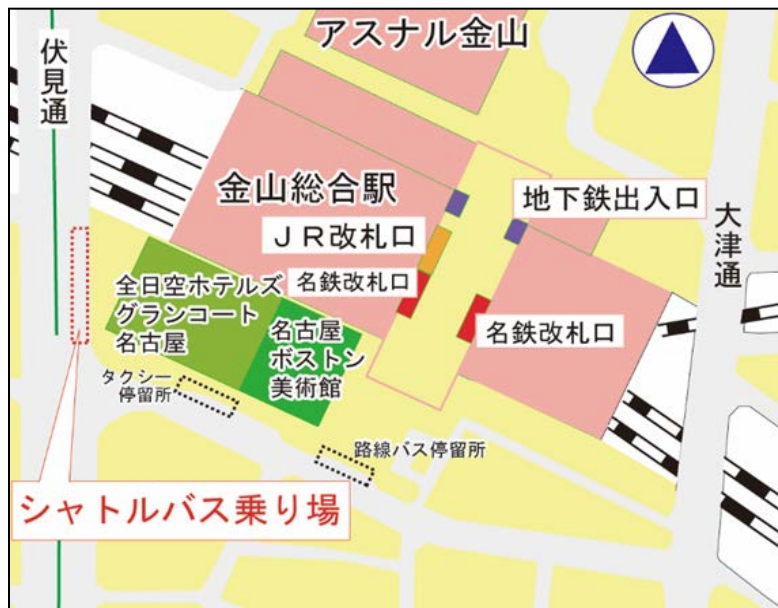 アスナル金山
伏見通
金山総合駅
地下鉄出入口
大津通
JR改札口
名鉄改札口
全日空ホテルズ
グランコート
名古屋
名古屋
ボストン
美術館
名鉄改札口
タクシー
停留所
路線バス停留所
シャトルバス乗り場